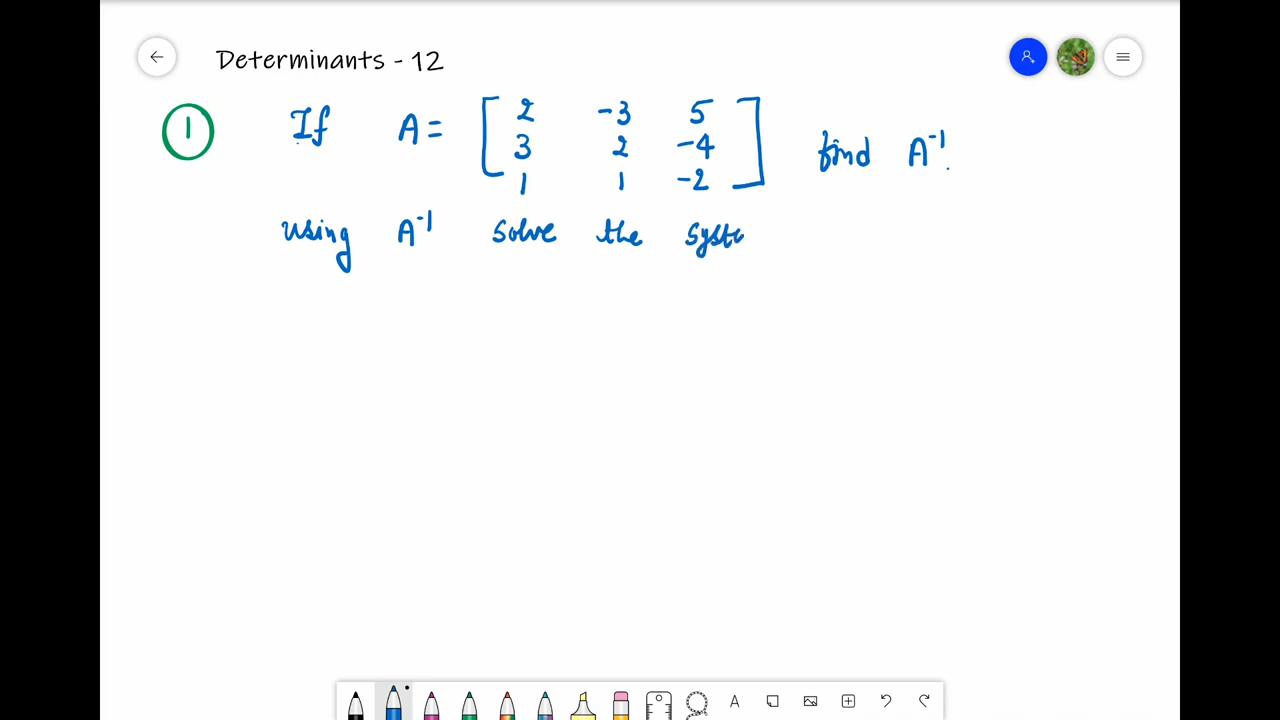 Determinants - 12
1 If A = [ 2 -3 5 find A⁻¹.
3 2 -4
1 1 -2 ]
using A⁻¹ solve the syste
A